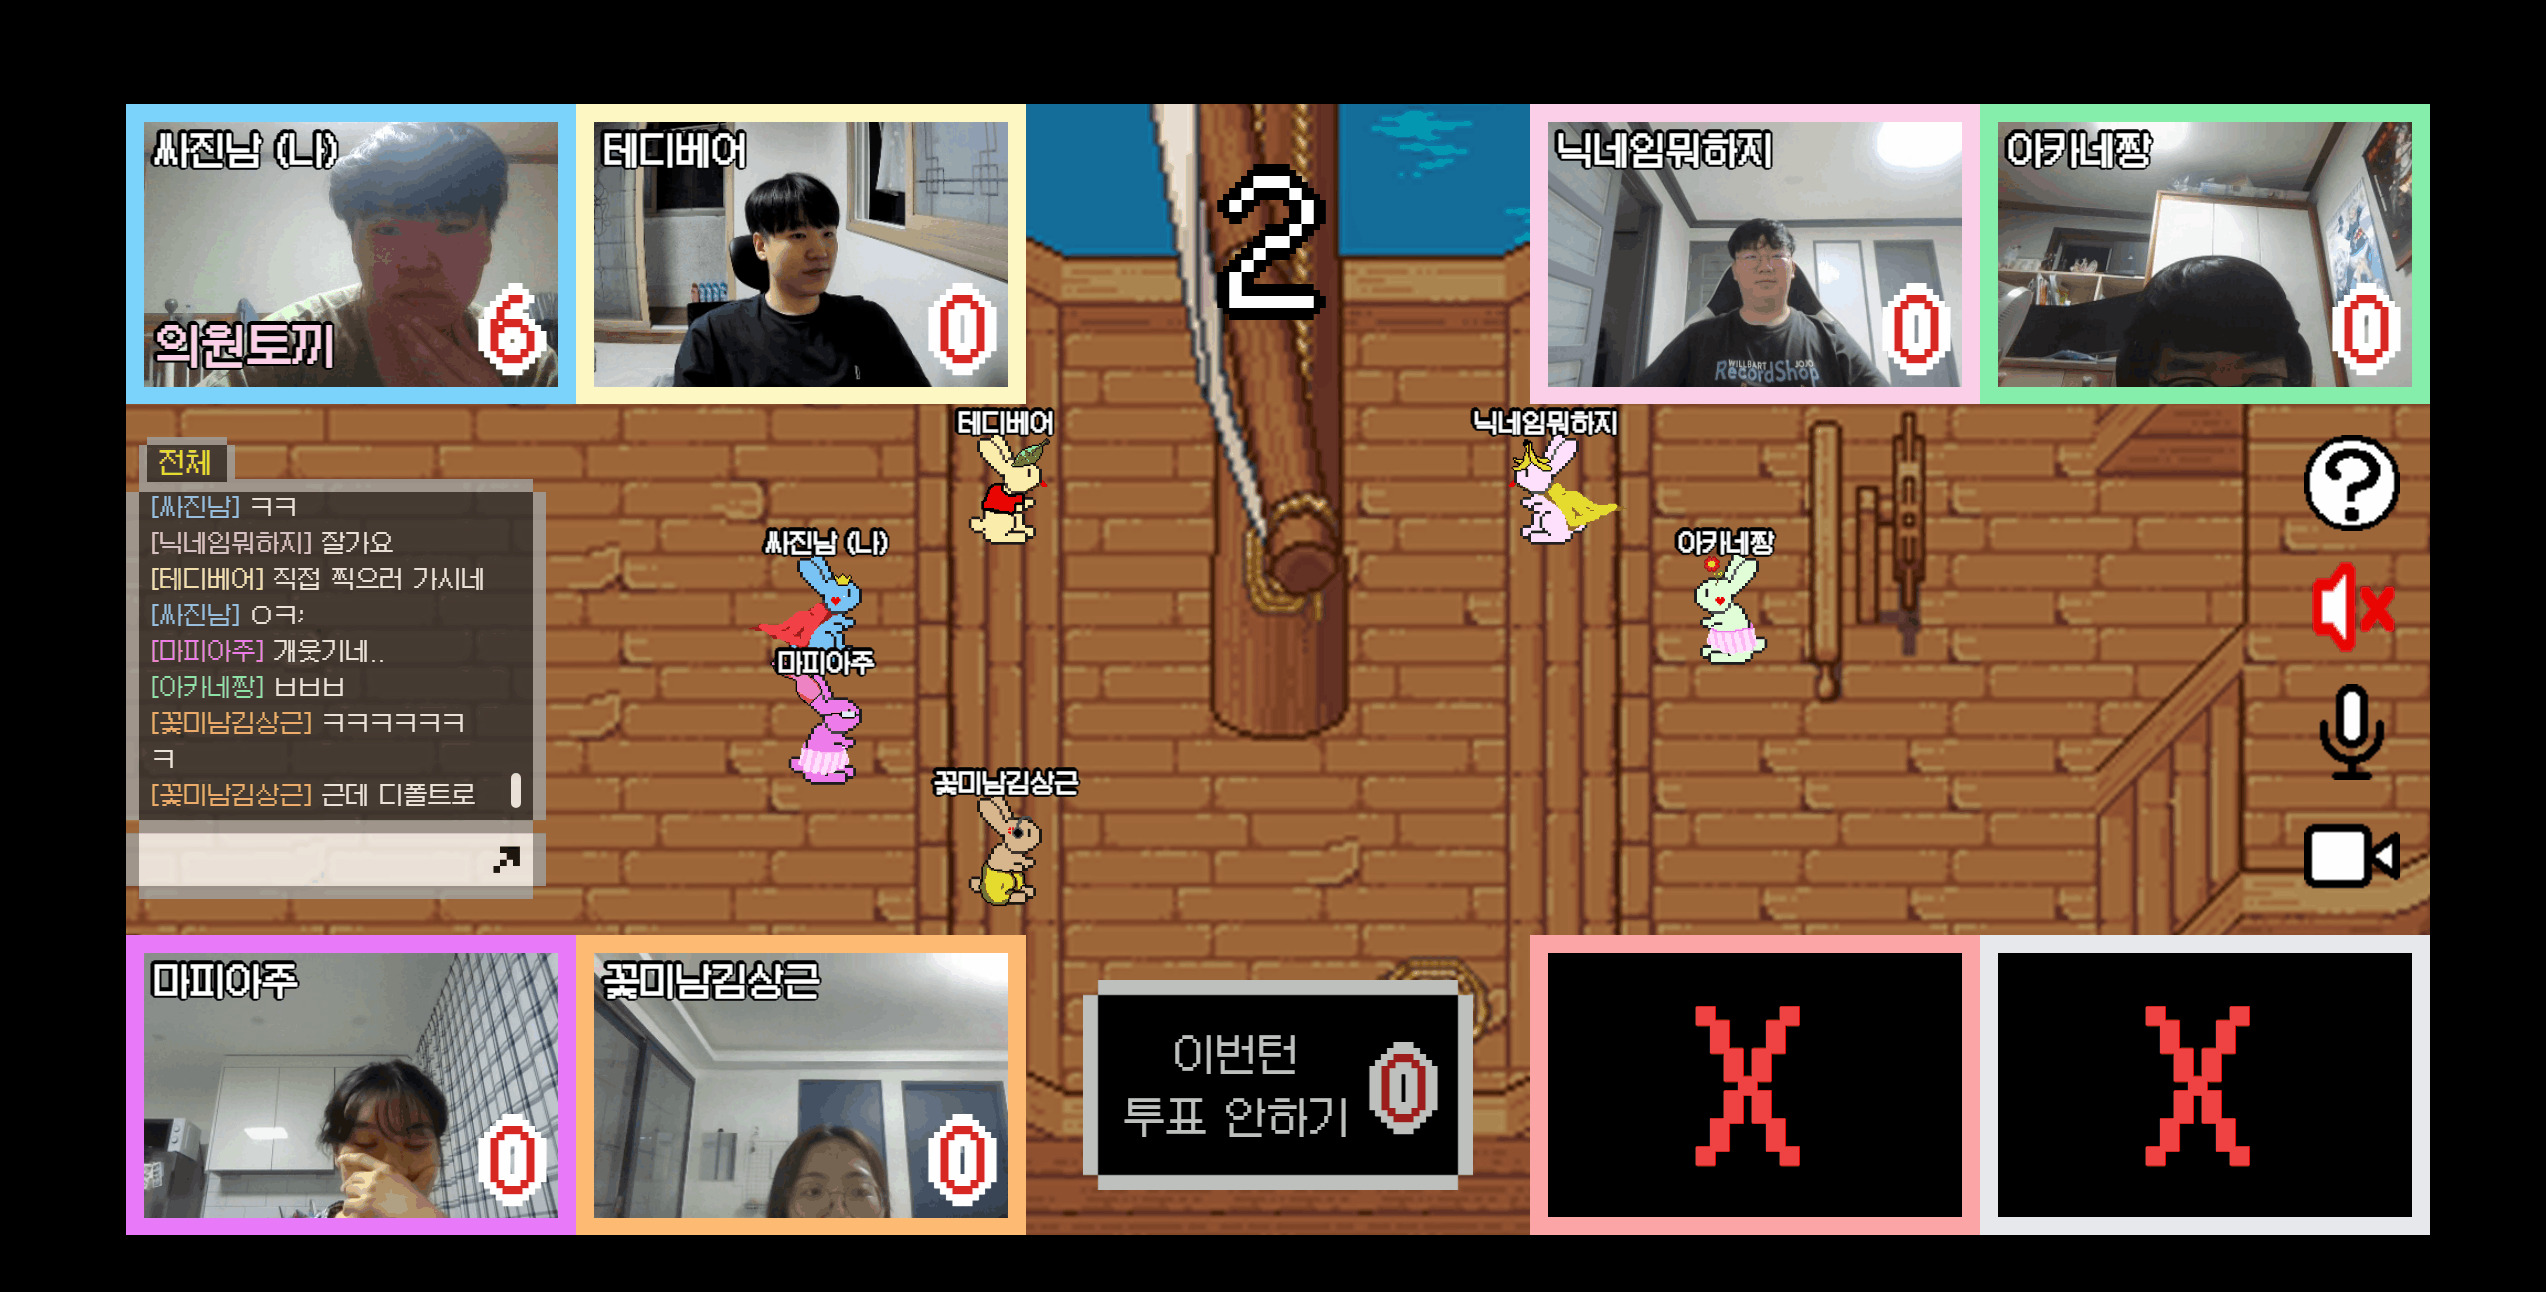 싸진남 (나)
의원토끼
6
테디베어
0
2
닉네임뭐하지
WILLBART JOJO
RecordShop
0
아카네짱
0
테디베어
닉네임뭐하지
싸진남 (나)
아카네짱
마피아주
꽃미남김상근
전체
[싸진남] ㅋㅋ
[닉네임뭐하지] 잘가요
[테디베어] 직접 찍으러 가시네
[싸진남] ㅇㅋ;
[마피아주] 개웃기네..
[아카네짱] ㅂㅂㅂ
[꽃미남김상근] ㅋㅋㅋㅋㅋㅋ
ㅋ
[꽃미남김상근] 근데 디폴트로
마피아주
0
꽃미남김상근
0
이번턴
투표 안하기
0
X
X